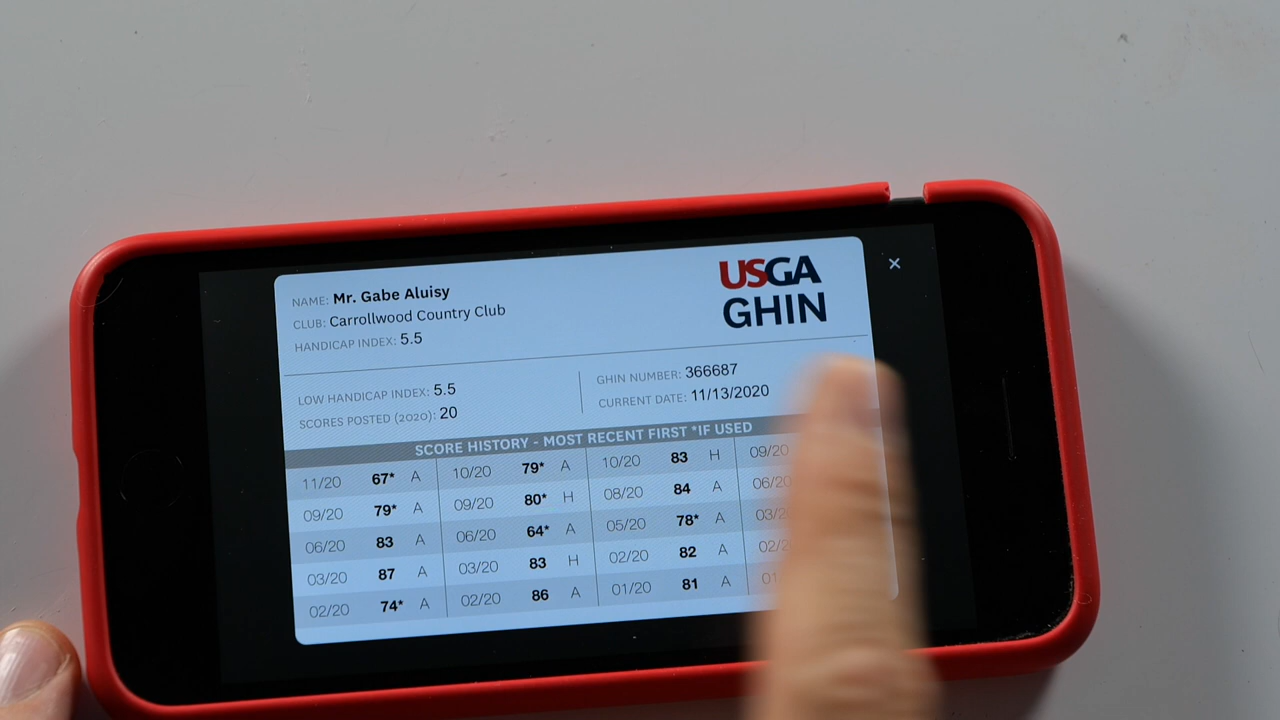 NAME: Mr. Gabe Aluisy
CLUB: Carrollwood Country Club
HANDICAP INDEX: 5.5
USGA
GHIN
×
LOW HANDICAP INDEX: 5.5
SCORES POSTED (2020): 20
GHIN NUMBER: 366687
CURRENT DATE: 11/13/2020
SCORE HISTORY - MOST RECENT FIRST *IF USED
11/20 67* A 10/20 79* A 10/20 83 H 09/20
09/20 79* A 09/20 80* H 08/20 84 A 06/20
06/20 83 A 06/20 64* A 05/20 78* A 03/2
03/20 87 A 03/20 83 H 02/20 82 A 02/2
02/20 74* A 02/20 86 A 01/20 81 A 01